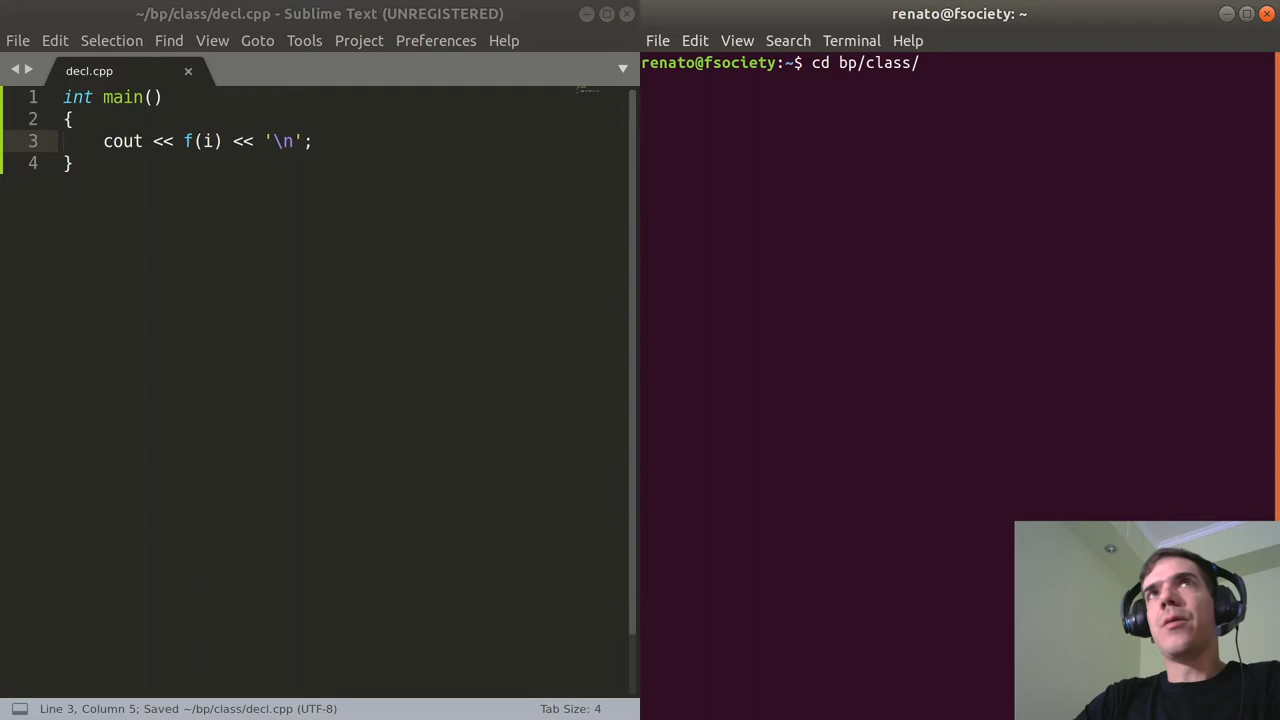 ~/bp/class/decl.cpp - Sublime Text (UNREGISTERED)
File Edit Selection Find View Goto Tools Project Preferences Help
decl.cpp
1 int main()
2 {
3 cout << f(i) << '\n';
4 }
Line 3, Column 5; Saved ~/bp/class/decl.cpp (UTF-8)
Tab Size: 4
renato@fsociety: ~
File Edit View Search Terminal Help
renato@fsociety:~$ cd bp/class/